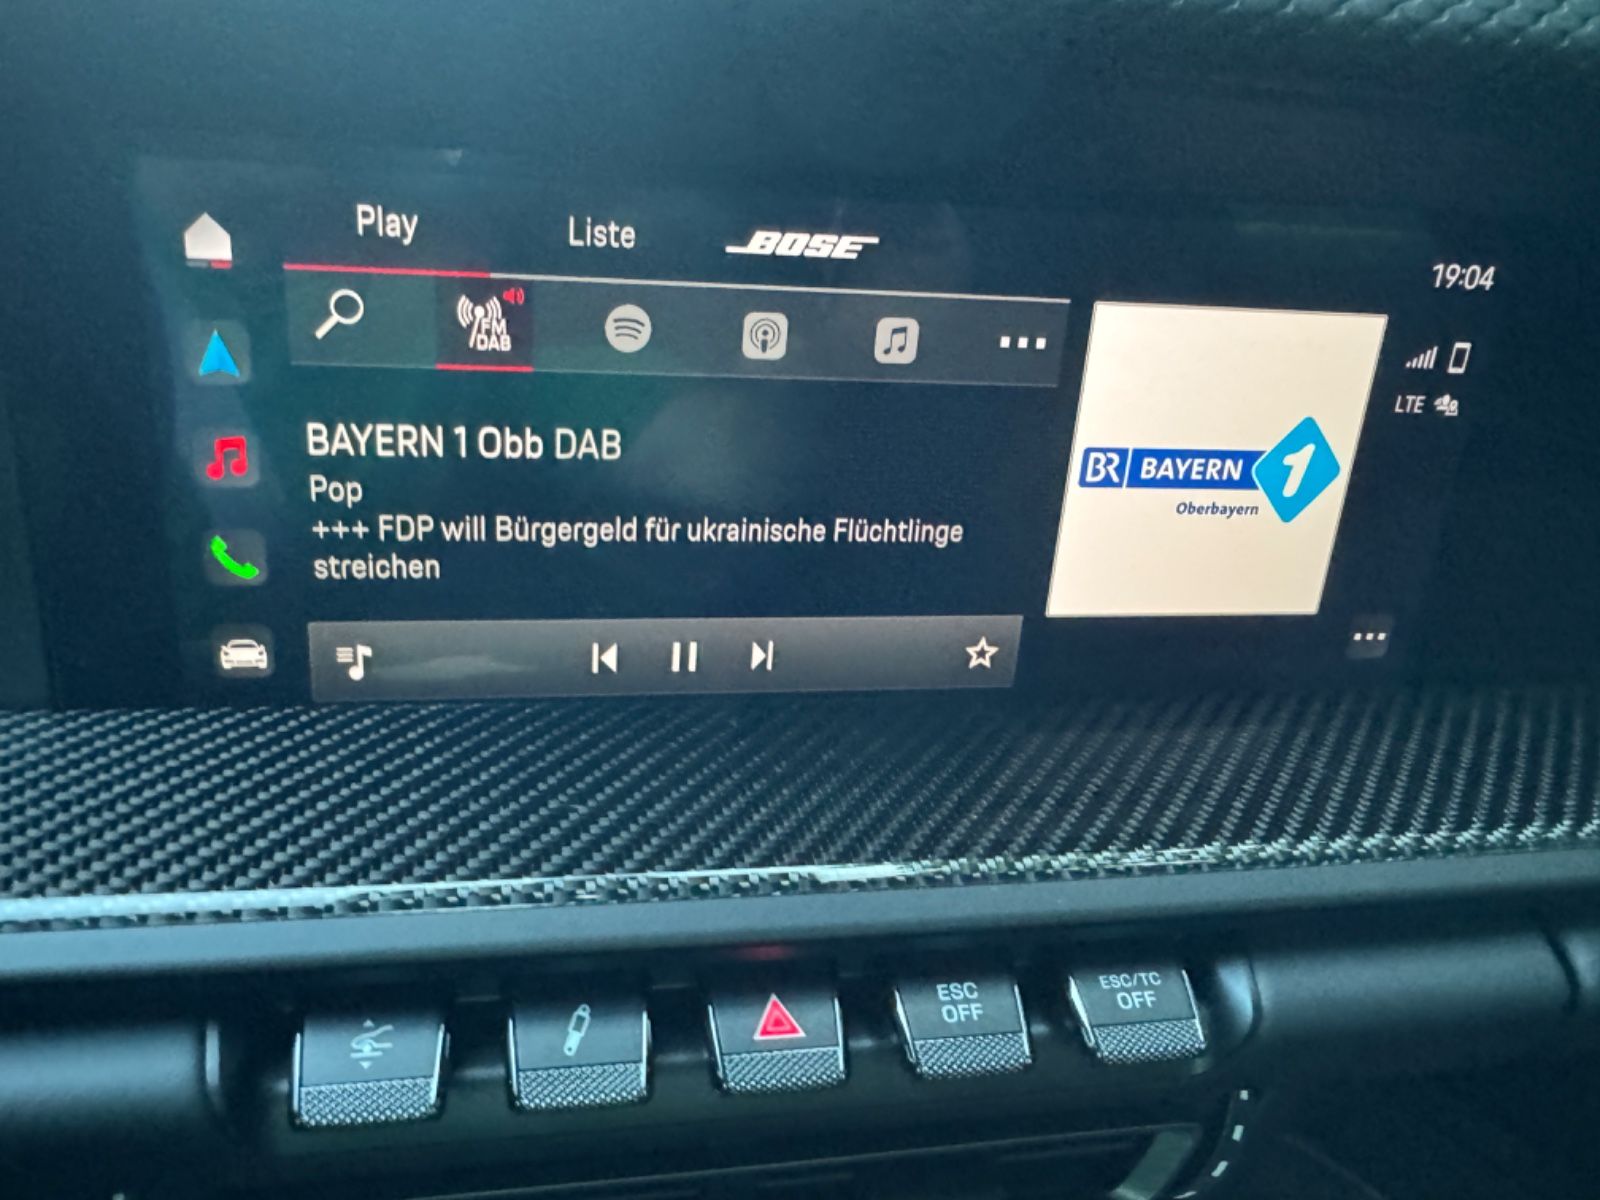 Play
Liste
BOSE
19:04
FM
DAB
LTE
BAYERN 1 Obb DAB
Pop
+++ FDP will Bürgergeld für ukrainische Flüchtlinge
streichen
BR BAYERN 1
Oberbayern
ESC
OFF
ESC/TC
OFF